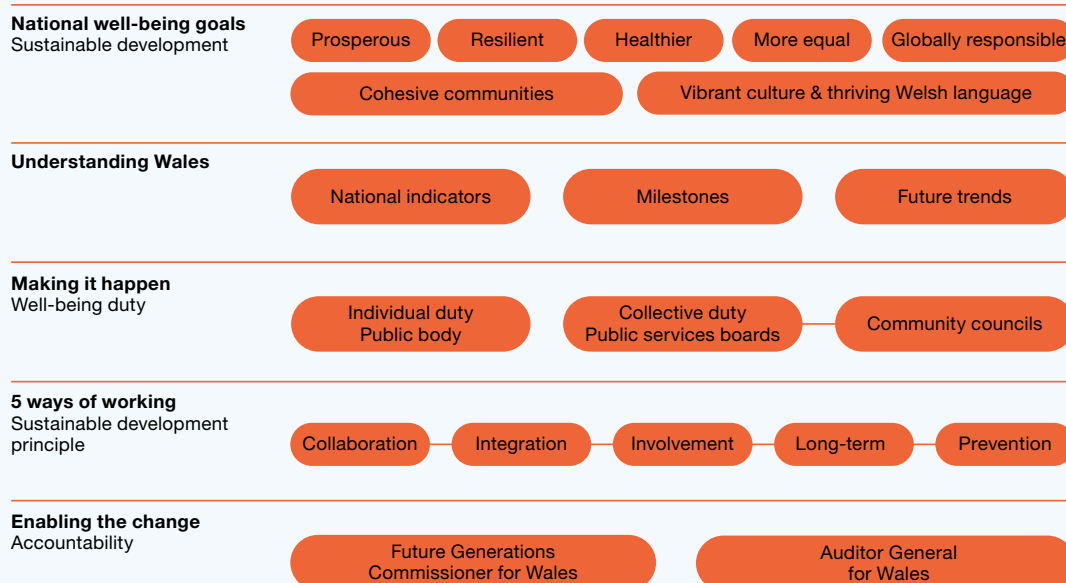 National well-being goals
Sustainable development
Prosperous
Resilient
Healthier
More equal
Globally responsible
Cohesive communities
Vibrant culture & thriving Welsh language
Understanding Wales
National indicators
Milestones
Future trends
Making it happen
Well-being duty
Individual duty
Public body
Collective duty
Public services boards
Community councils
5 ways of working
Sustainable development
principle
Collaboration
Integration
Involvement
Long-term
Prevention
Enabling the change
Accountability
Future Generations
Commissioner for Wales
Auditor General
for Wales